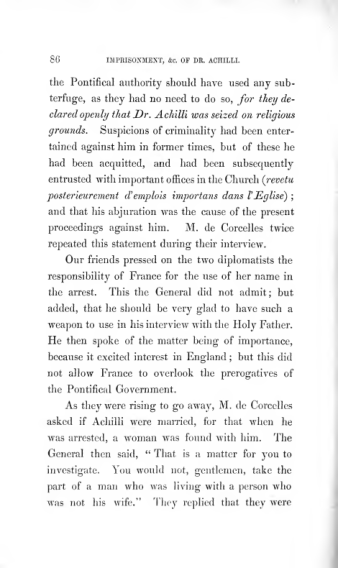 86 IMPRISONMENT, &c. OF DR. ACHILLI.
the Pontifical authority should have used any sub-
terfuge, as they had no need to do so, for they de-
clared openly that Dr. Achilli was seized on religious
grounds. Suspicions of criminality had been enter-
tained against him in former times, but of these he
had been acquitted, and had been subsequently
entrusted with important offices in the Church (revetu
posterieurement d'emplois importans dans l'Eglise) ;
and that his abjuration was the cause of the present
proceedings against him. M. de Corcelles twice
repeated this statement during their interview.
Our friends pressed on the two diplomatists the
responsibility of France for the use of her name in
the arrest. This the General did not admit; but
added, that he should be very glad to have such a
weapon to use in his interview with the Holy Father.
He then spoke of the matter being of importance,
because it excited interest in England ; but this did
not allow France to overlook the prerogatives of
the Pontifical Government.
As they were rising to go away, M. de Corcelles
asked if Achilli were married, for that when he
was arrested, a woman was found with him. The
General then said, “ That is a matter for you to
investigate. You would not, gentlemen, take the
part of a man who was living with a person who
was not his wife.” They replied that they were